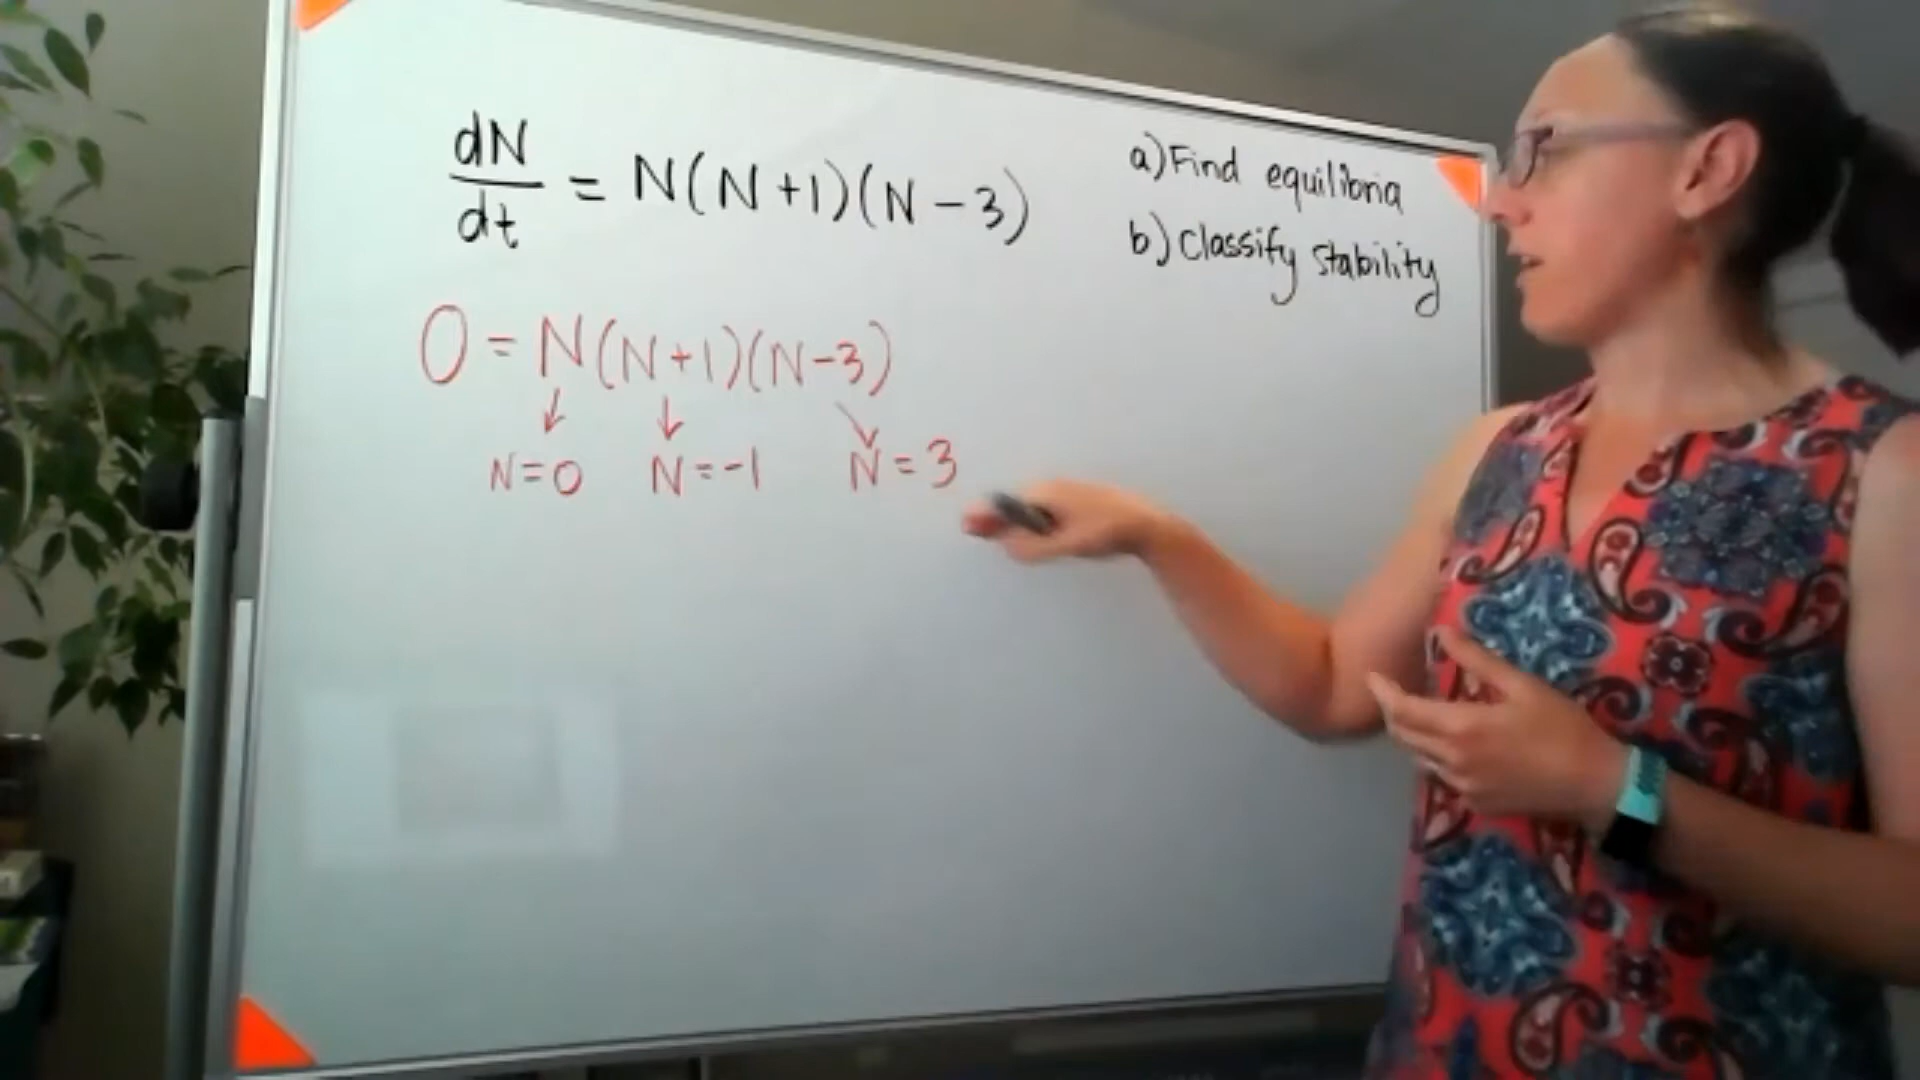 dN/dt = N(N+1)(N-3)
a) Find equilibria
b) Classify stability
0 = N(N+1)(N-3)
↓ ↓ ↘
N=0 N=-1 N=3